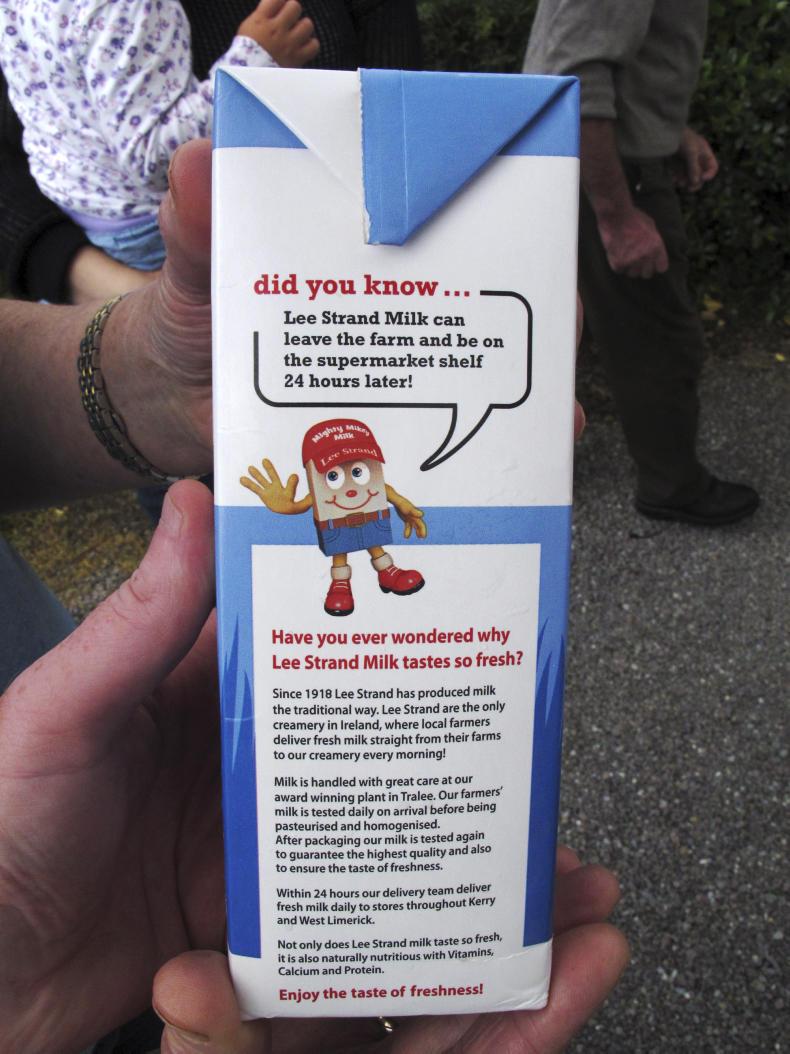 did you know...
Lee Strand Milk can
leave the farm and be on
the supermarket shelf
24 hours later!
Mighty Mikey
Milk
Lee Strand
Have you ever wondered why
Lee Strand Milk tastes so fresh?
Since 1918 Lee Strand has produced milk
the traditional way. Lee Strand are the only
creamery in Ireland, where local farmers
deliver fresh milk straight from their farms
to our creamery every morning!
Milk is handled with great care at our
award winning plant in Tralee. Our farmers'
milk is tested daily on arrival before being
pasteurised and homogenised.
After packaging our milk is tested again
to guarantee the highest quality and also
to ensure the taste of freshness.
Within 24 hours our delivery team deliver
fresh milk daily to stores throughout Kerry
and West Limerick.
Not only does Lee Strand milk taste so fresh,
it is also naturally nutritious with Vitamins,
Calcium and Protein.
Enjoy the taste of freshness!